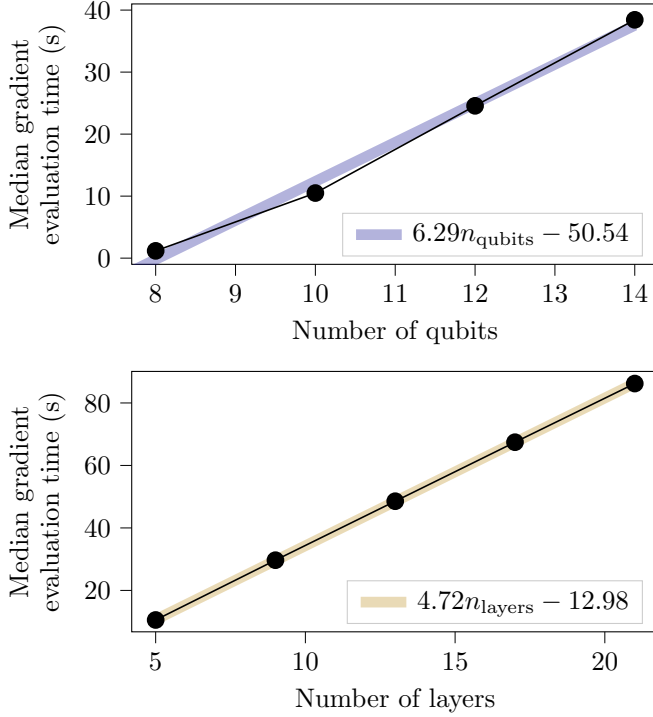 40
30
20
10
0
Median gradient
evaluation time (s)
6.29n_qubits − 50.54
8 9 10 11 12 13 14
Number of qubits
80
60
40
20
Median gradient
evaluation time (s)
4.72n_layers − 12.98
5 10 15 20
Number of layers